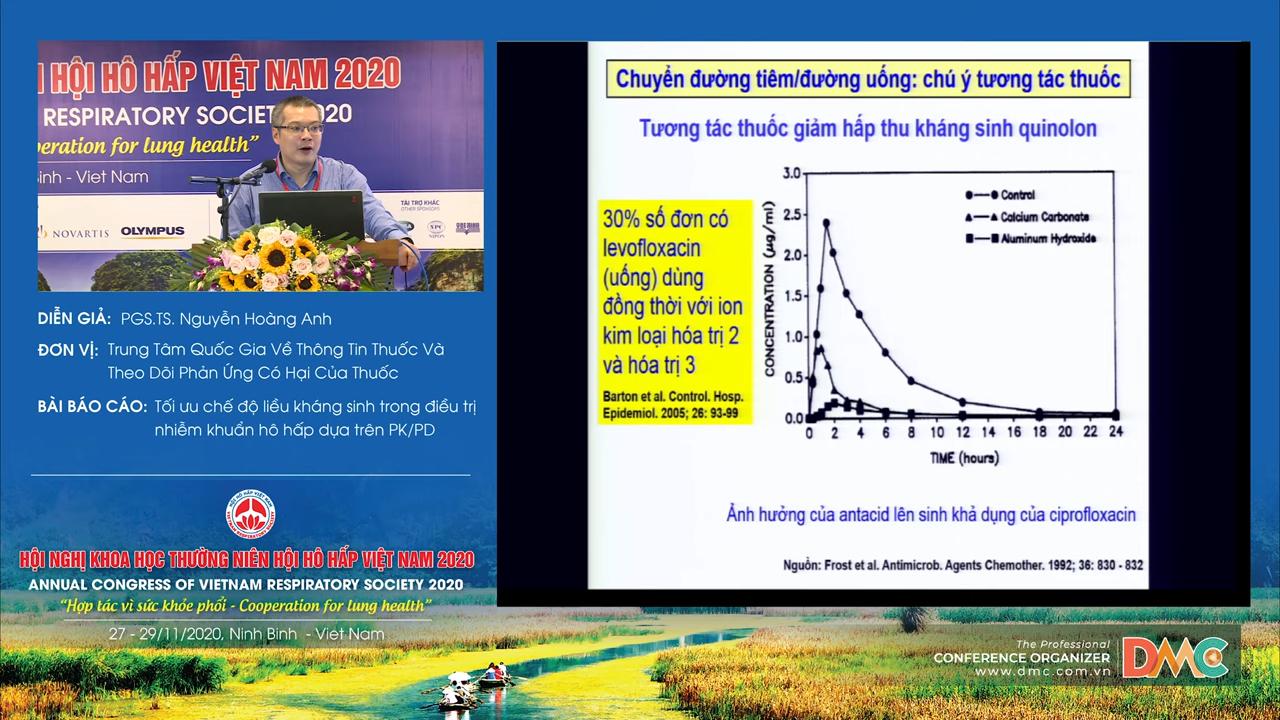 HỘI HÔ HẤP VIỆT NAM 2020
RESPIRATORY SOCIETY 2020
peration for lung health”
Binh - Viet Nam
TÀI TRỢ KHÁC
OTHER SPONSORS
NOVARTIS
OLYMPUS
NIPON
DIỄN GIẢ: PGS.TS. Nguyễn Hoàng Anh
ĐƠN VỊ: Trung Tâm Quốc Gia Về Thông Tin Thuốc Và
Theo Dõi Phản Ứng Có Hại Của Thuốc
BÀI BÁO CÁO: Tối ưu chế độ liều kháng sinh trong điều trị
nhiễm khuẩn hô hấp dựa trên PK/PD
HỘI NGHỊ KHOA HỌC THƯỜNG NIÊN HỘI HÔ HẤP VIỆT NAM 2020
ANNUAL CONGRESS OF VIETNAM RESPIRATORY SOCIETY 2020
“Hợp tác vì sức khỏe phổi - Cooperation for lung health”
27 - 29/11/2020, Ninh Binh - Viet Nam
Chuyển đường tiêm/đường uống: chú ý tương tác thuốc
Tương tác thuốc giảm hấp thu kháng sinh quinolon
30% số đơn có
levofloxacin
(uống) dùng
đồng thời với ion
kim loại hóa trị 2
và hóa trị 3
Barton et al. Control. Hosp.
Epidemiol. 2005; 26: 93-99
CONCENTRATION (µg/ml)
3.0
2.5
2.0
1.5
1.0
0.5
0.0
Control
Calcium Carbonate
Aluminum Hydroxide
0 2 4 6 8 10 12 14 16 18 20 22 24
TIME (hours)
Ảnh hưởng của antacid lên sinh khả dụng của ciprofloxacin
Nguồn: Frost et al. Antimicrob. Agents Chemother. 1992; 36: 830 - 832
The Professional
CONFERENCE ORGANIZER
www.dmc.com.vn
DMC